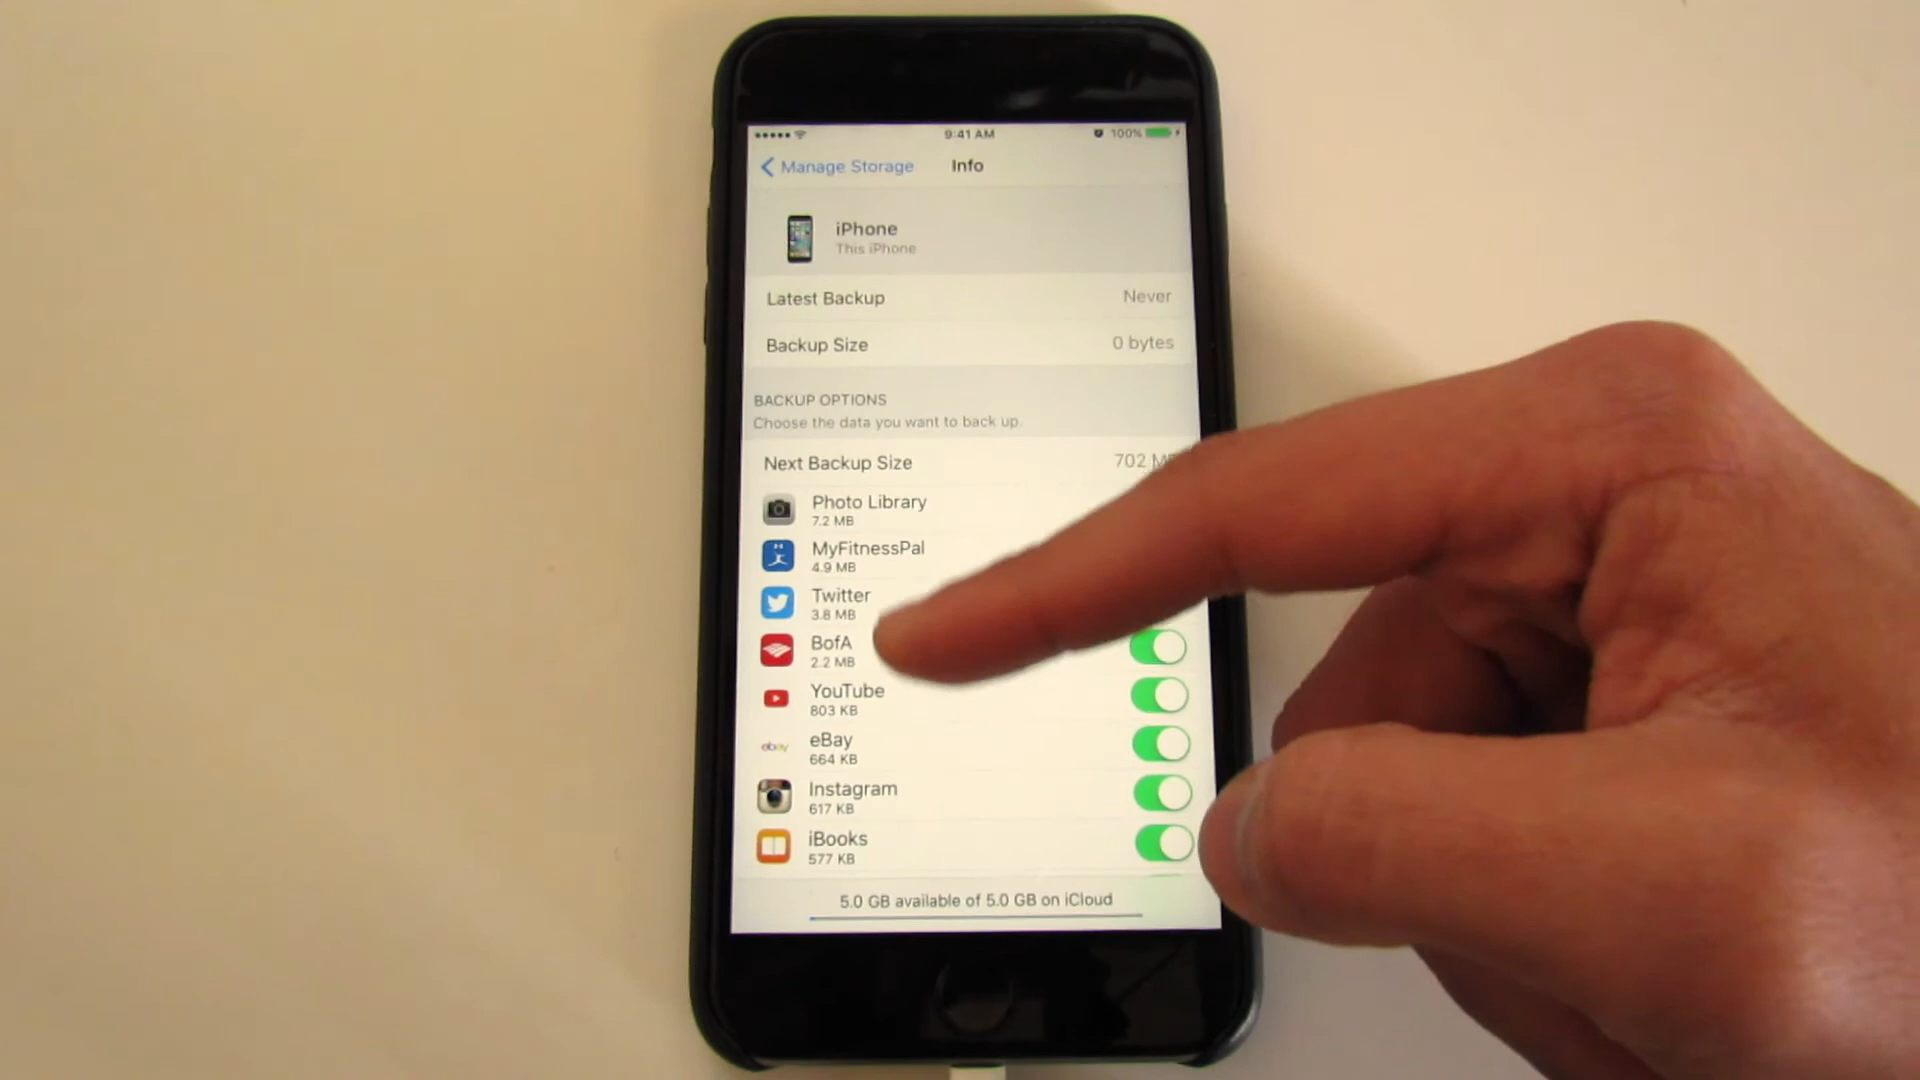 9:41 AM
100%
Manage Storage
Info
iPhone
This iPhone
Latest Backup
Never
Backup Size
0 bytes
BACKUP OPTIONS
Choose the data you want to back up.
Next Backup Size
702
Photo Library
7.2 MB
MyFitnessPal
4.9 MB
Twitter
3.8 MB
BofA
2.2 MB
YouTube
803 KB
ebay
eBay
664 KB
Instagram
617 KB
iBooks
577 KB
5.0 GB available of 5.0 GB on iCloud